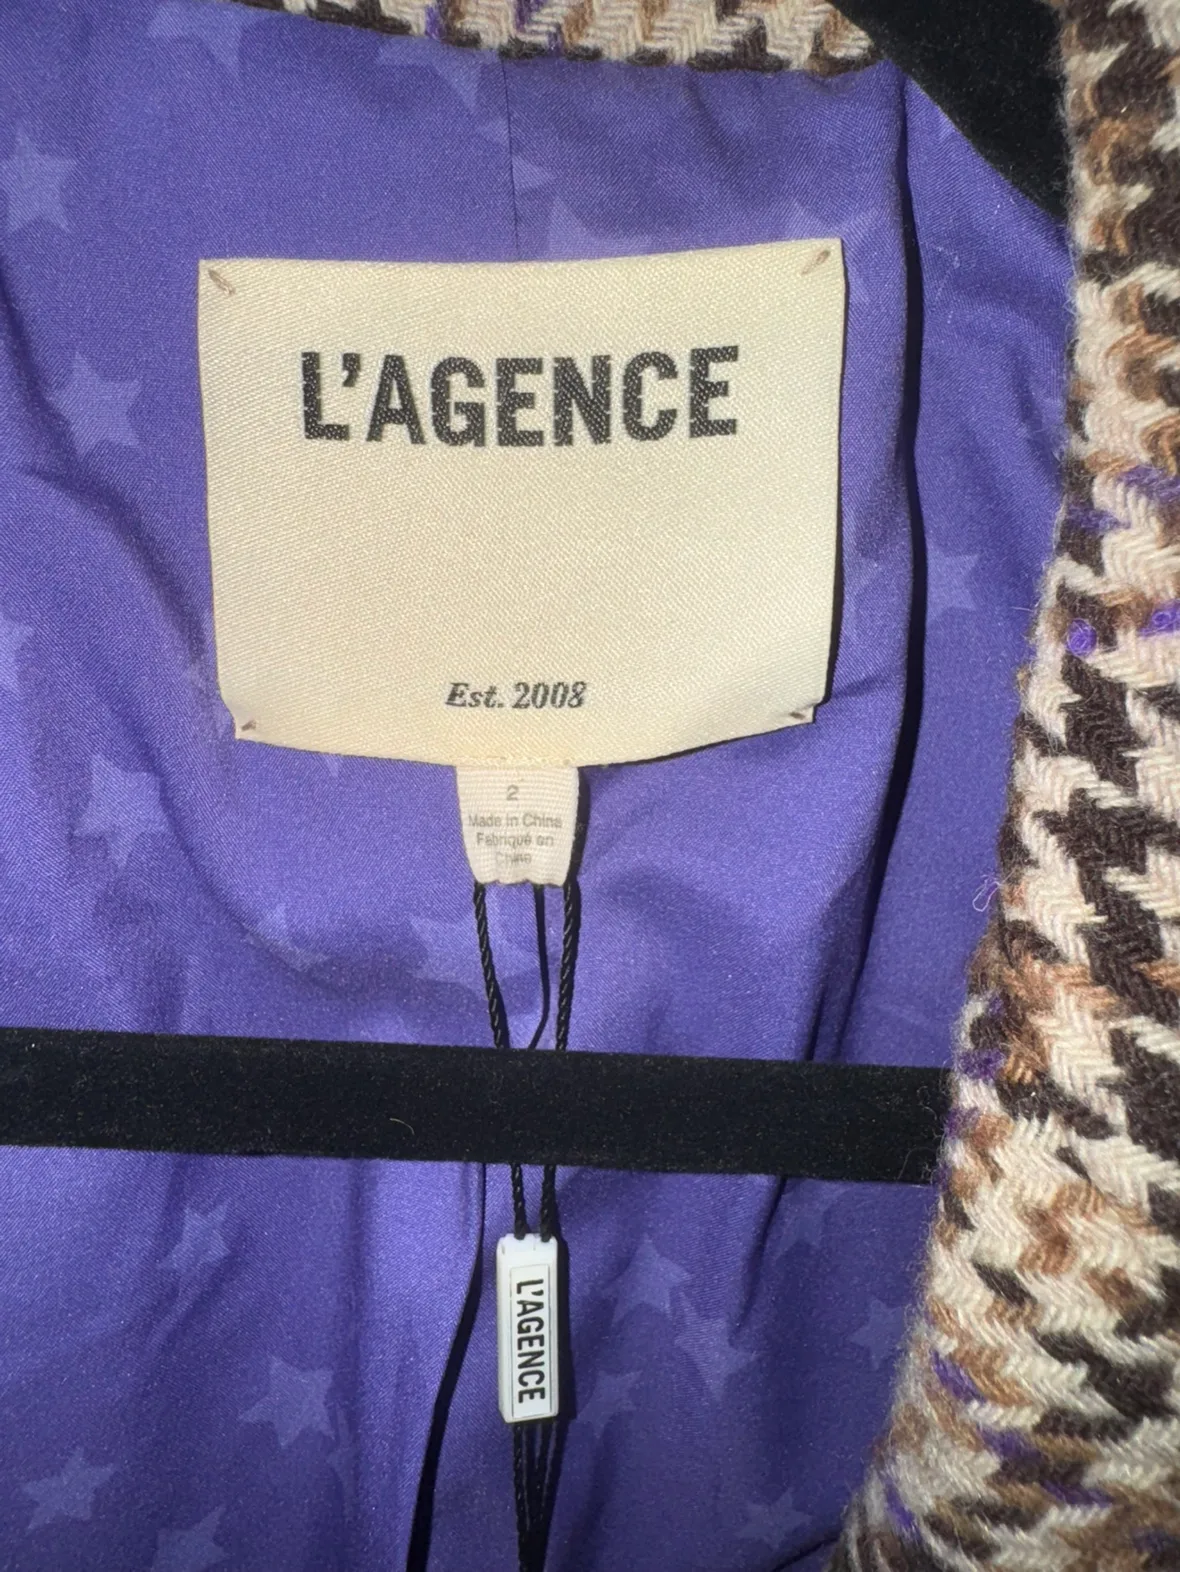 L'AGENCE
Est. 2008
2
Made in China
Fabriqué en
Chine
L'AGENCE